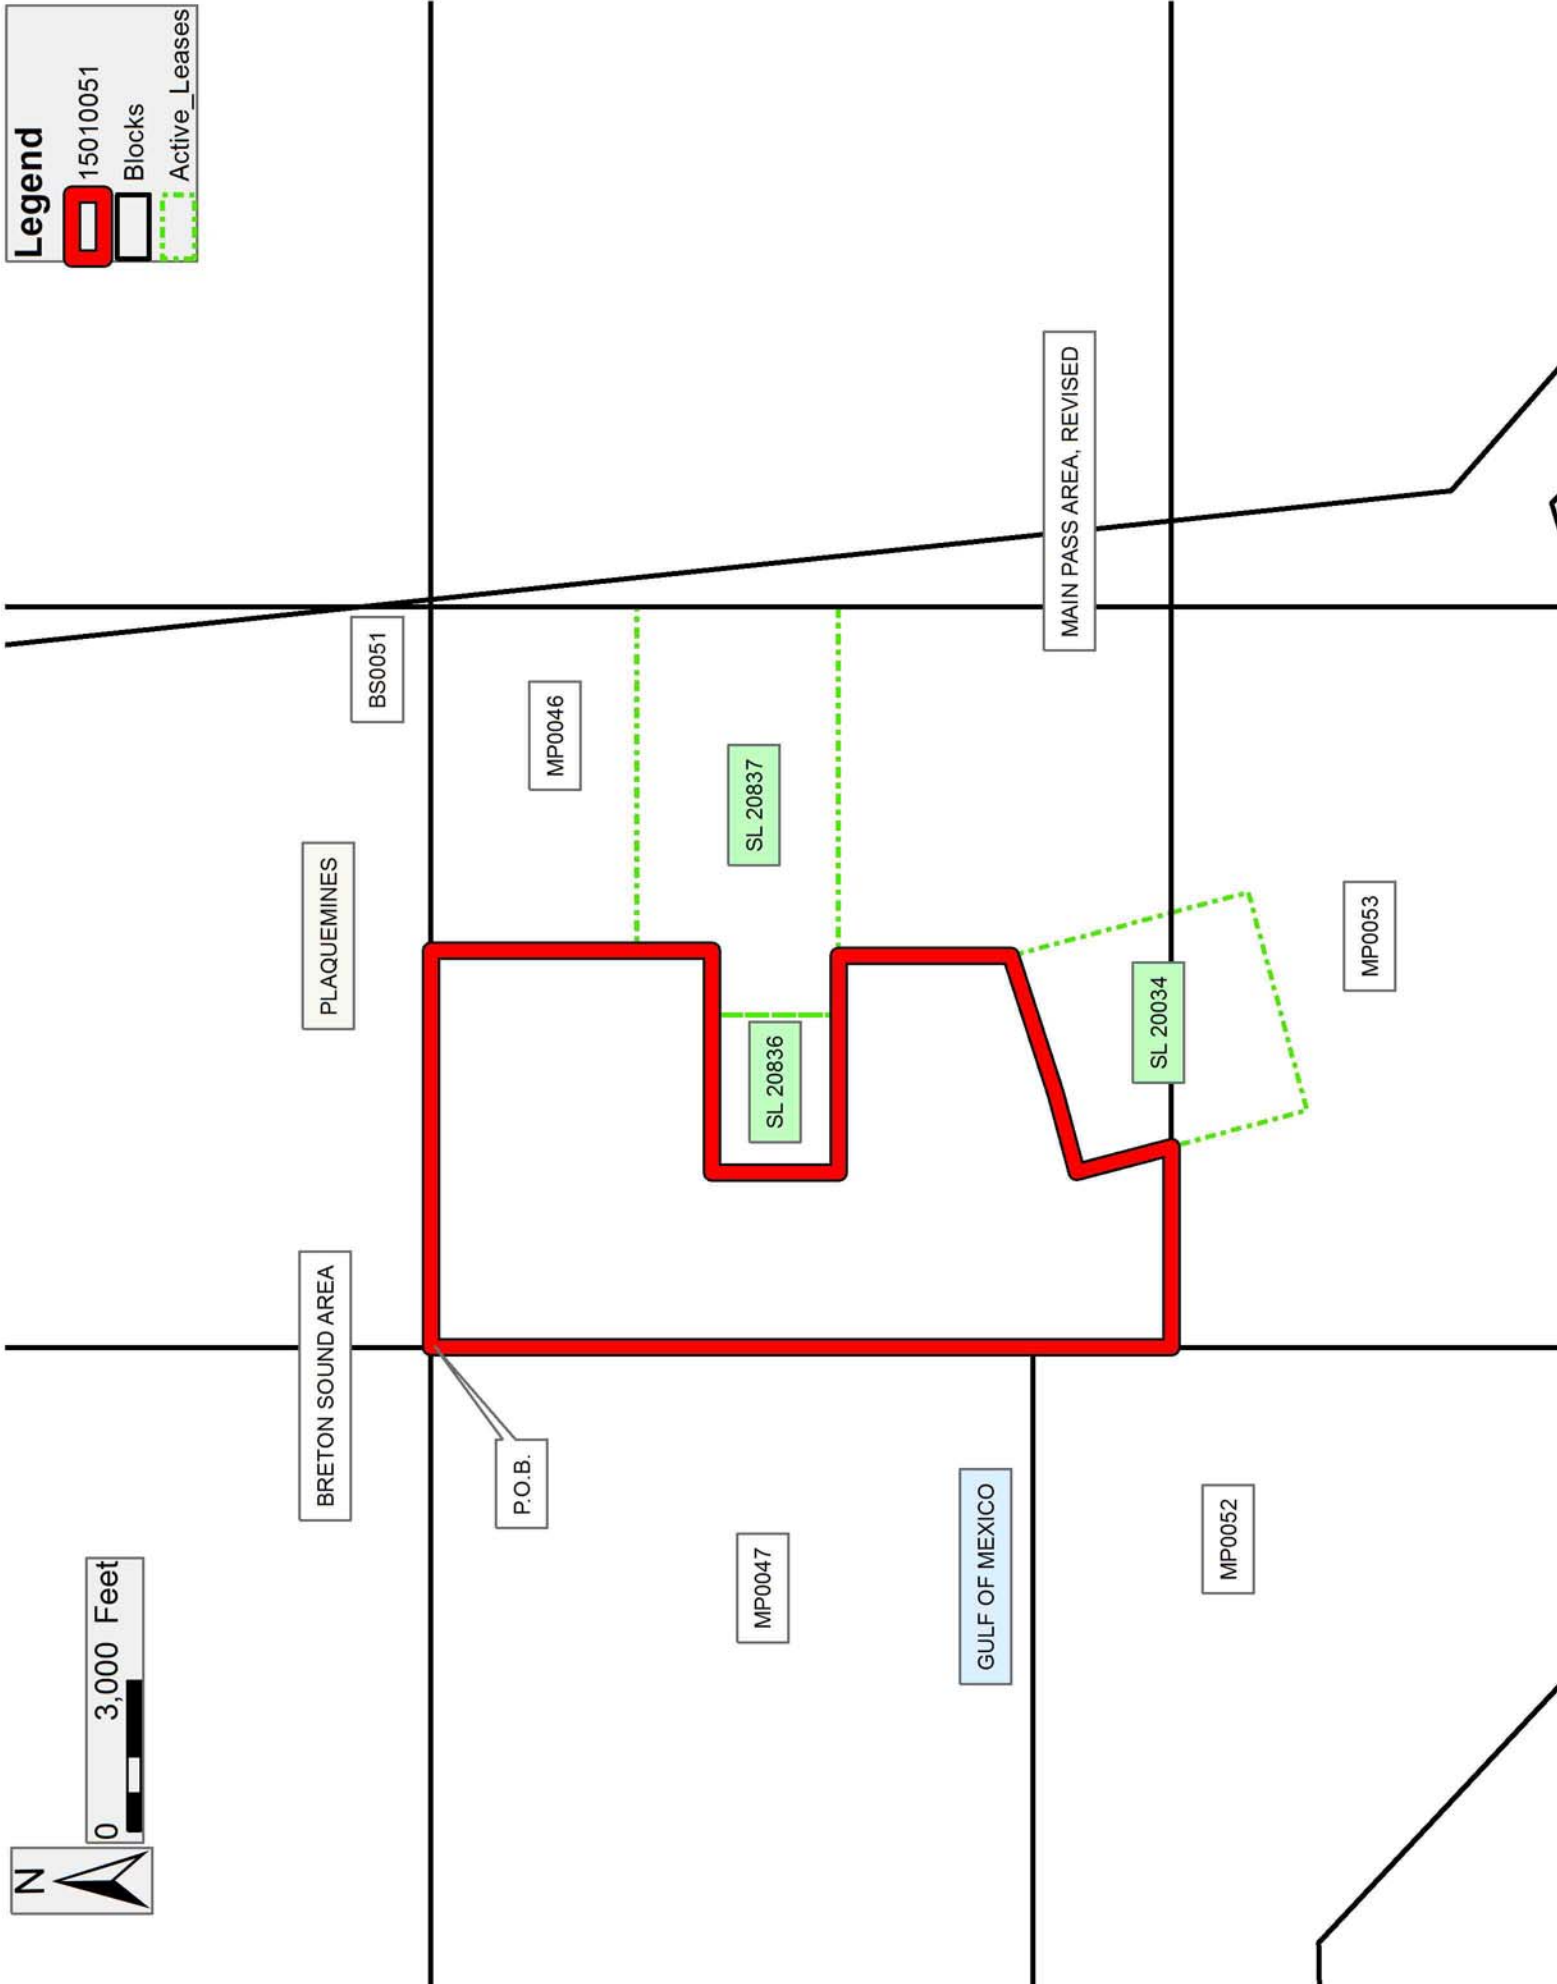 N
0 3,000 Feet
Legend
15010051
Blocks
Active_Leases
BRETON SOUND AREA
PLAQUEMINES
BS0051
P.O.B.
MP0046
MP0047
SL 20836
SL 20837
GULF OF MEXICO
MAIN PASS AREA, REVISED
SL 20034
MP0052
MP0053